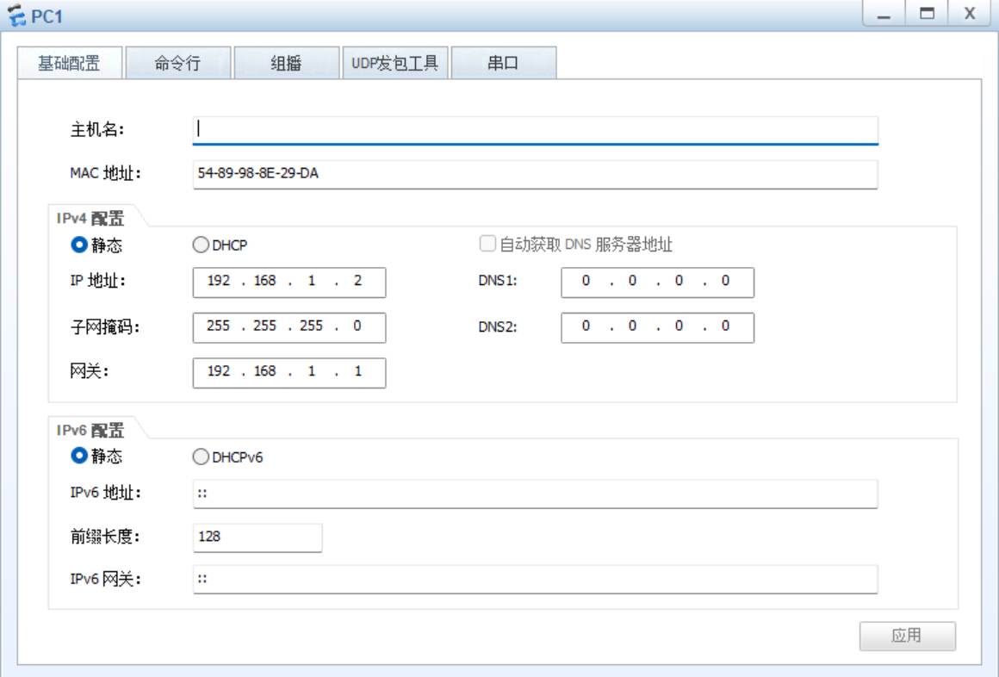 PC1
基础配置 命令行 组播 UDP发包工具 串口
主机名:
MAC 地址: 54-89-98-8E-29-DA
IPv4 配置
静态 DHCP 自动获取 DNS 服务器地址
IP 地址: 192 . 168 . 1 . 2 DNS1: 0 . 0 . 0 . 0
子网掩码: 255 . 255 . 255 . 0 DNS2: 0 . 0 . 0 . 0
网关: 192 . 168 . 1 . 1
IPv6 配置
静态 DHCPv6
IPv6 地址: ::
前缀长度: 128
IPv6 网关: ::
应用